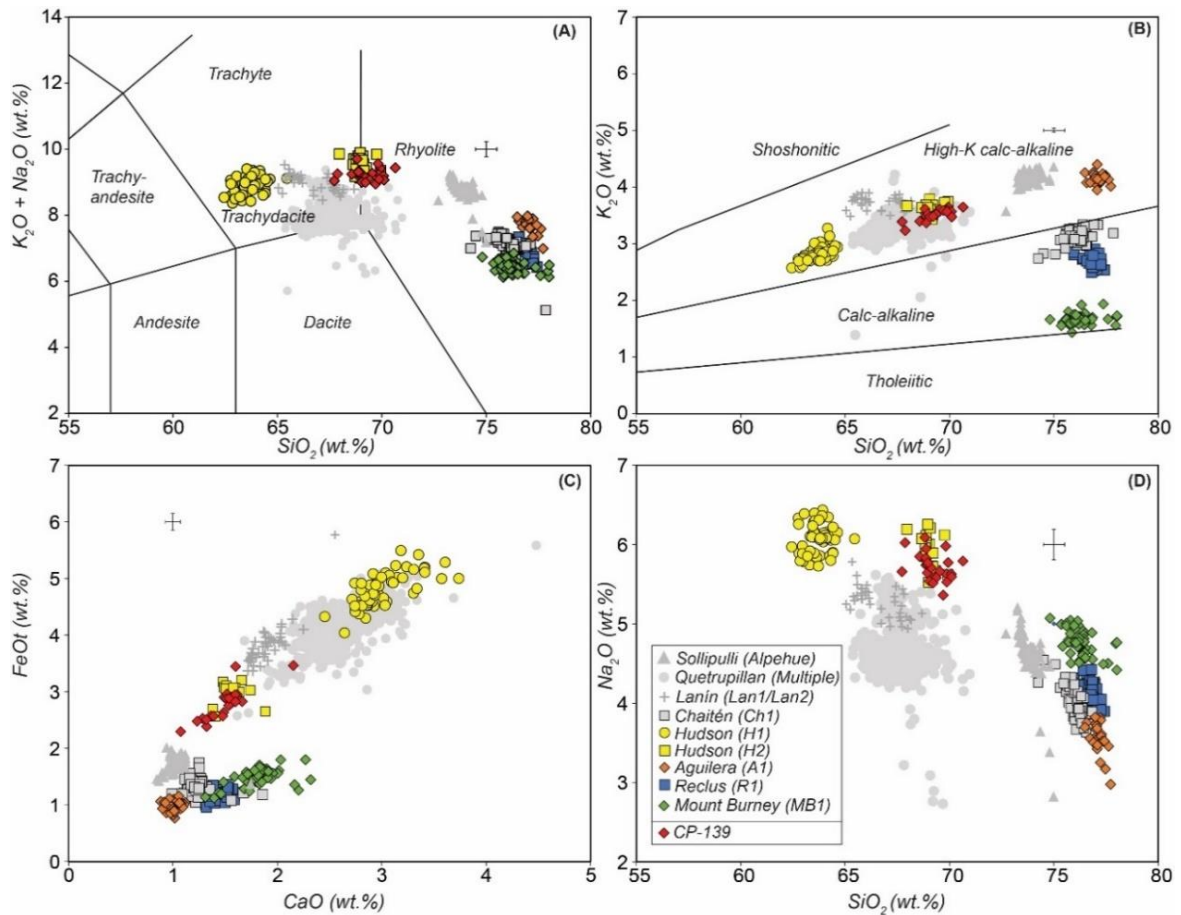 14
12
10
8
6
4
2
K₂O + Na₂O (wt.%)
(A)
Trachyte
Rhyolite
Trachy-
andesite
Trachydacite
Andesite
Dacite
55
60
65
70
75
80
SiO₂ (wt.%)
7
6
5
4
3
2
1
0
K₂O (wt.%)
(B)
Shoshonitic
High-K calc-alkaline
Calc-alkaline
Tholeiitic
55
60
65
70
75
80
SiO₂ (wt.%)
7
6
5
4
3
2
1
0
FeOt (wt.%)
(C)
0
1
2
3
4
5
CaO (wt.%)
7
6
5
4
3
2
Na₂O (wt.%)
(D)
Sollipulli (Alpehue)
Quetrupillan (Multiple)
Lanín (Lan1/Lan2)
Chaitén (Ch1)
Hudson (H1)
Hudson (H2)
Aguilera (A1)
Reclus (R1)
Mount Burney (MB1)
CP-139
55
60
65
70
75
80
SiO₂ (wt.%)